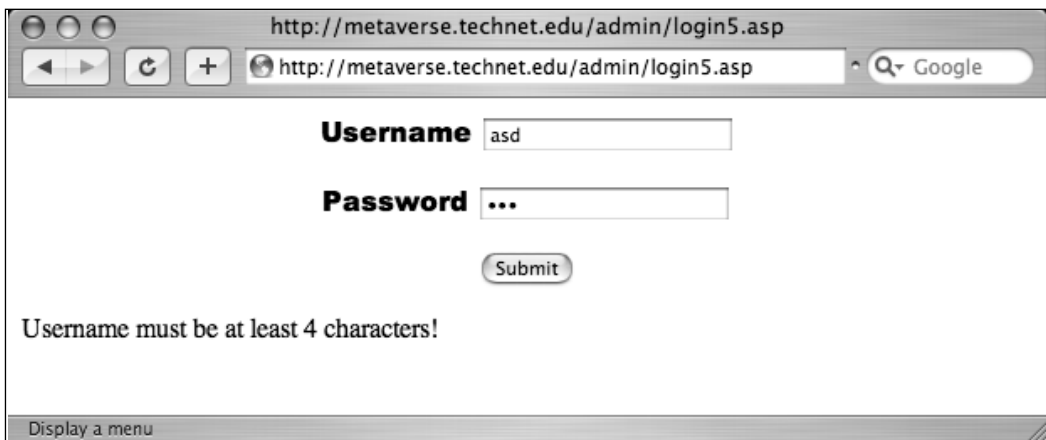 http://metaverse.technet.edu/admin/login5.asp
http://metaverse.technet.edu/admin/login5.asp
Google
Username asd
Password •••
Submit
Username must be at least 4 characters!
Display a menu